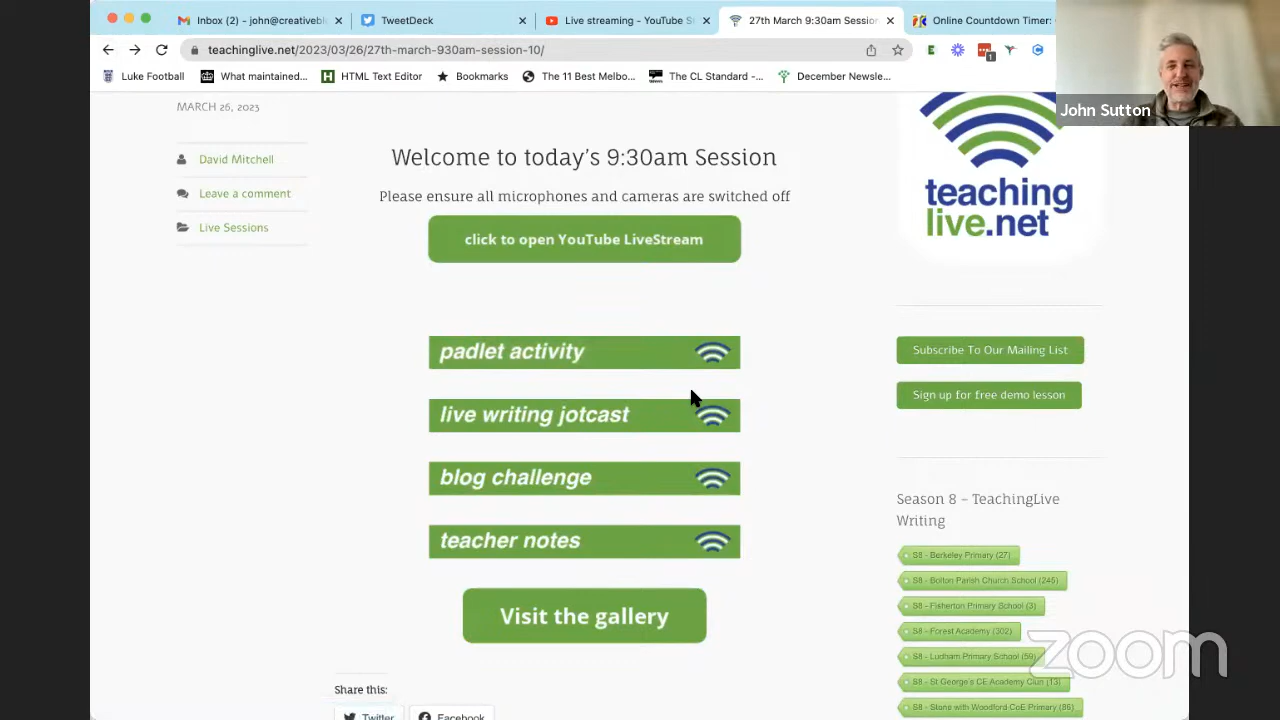 Inbox (2) - john@creativebl
TweetDeck
Live streaming - YouTube S
27th March 9:30am Session
Online Countdown Timer:
teachinglive.net/2023/03/26/27th-march-930am-session-10/
1
Luke Football
What maintained...
HTML Text Editor
Bookmarks
The 11 Best Melbo...
The CL Standard -...
December Newsle...
John Sutton
MARCH 26, 2023
David Mitchell
Leave a comment
Live Sessions
Welcome to today's 9:30am Session
Please ensure all microphones and cameras are switched off
click to open YouTube LiveStream
padlet activity
live writing jotcast
blog challenge
teacher notes
Visit the gallery
Share this:
Twitter
Facebook
teaching
live.net
Subscribe To Our Mailing List
Sign up for free demo lesson
Season 8 – TeachingLive
Writing
S8 - Berkeley Primary (27)
S8 - Bolton Parish Church School (245)
S8 - Fisherton Primary School (3)
S8 - Forest Academy (302)
S8 - Ludham Primary School (59)
S8 - St George's CE Academy Clun (13)
S8 - Stone with Woodford CoE Primary (86)
zoom